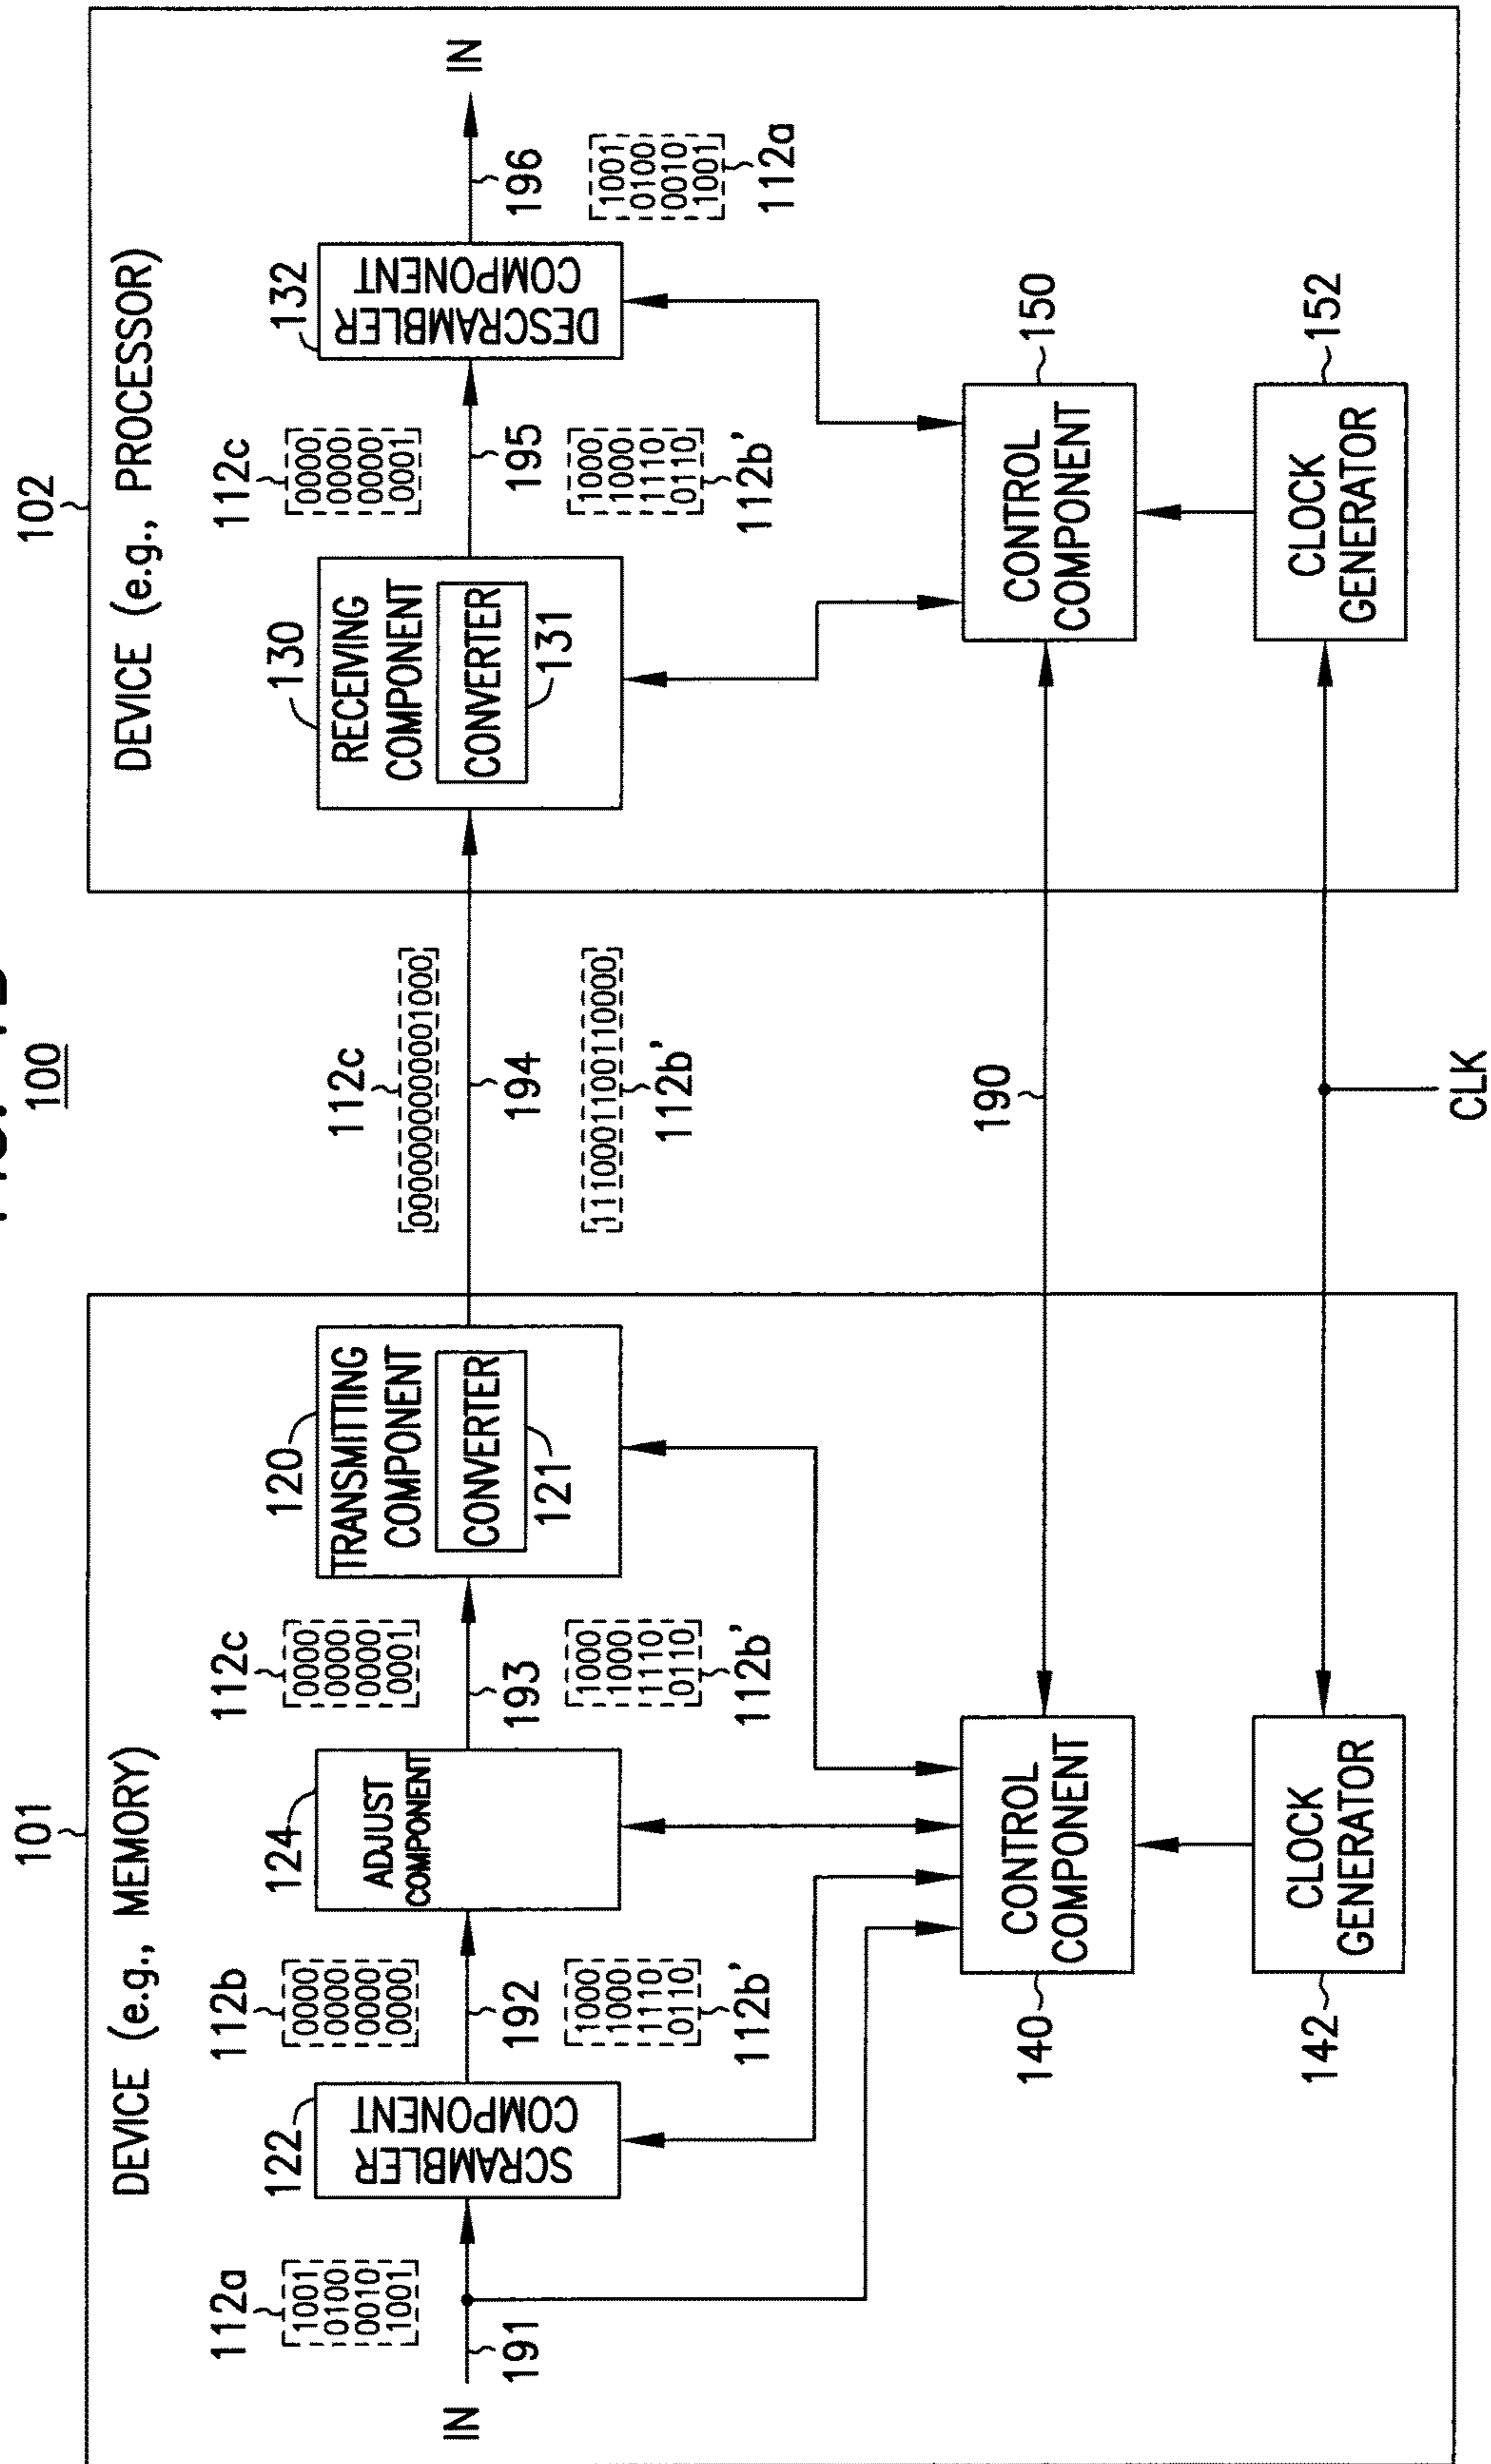 100
101
DEVICE (e.g., MEMORY)
IN
191
112a
1001
0100
0010
1001
122
SCRAMBLER
COMPONENT
112b
0000
0000
0000
0000
192
1000
1000
1110
0110
112b'
124
ADJUST
COMPONENT
112c
0000
0000
0000
0001
193
1000
1000
1110
0110
112b'
120
TRANSMITTING
COMPONENT
CONVERTER
121
140
CONTROL
COMPONENT
142
CLOCK
GENERATOR
112c
0000000000001000
194
1110001100110000
112b'
190
CLK
102
DEVICE (e.g., PROCESSOR)
130
RECEIVING
COMPONENT
CONVERTER
131
112c
0000
0000
0000
0001
195
1000
1000
1110
0110
112b'
132
DESCRAMBLER
COMPONENT
196
IN
1001
0100
0010
1001
112a
CONTROL
COMPONENT
150
CLOCK
GENERATOR
152